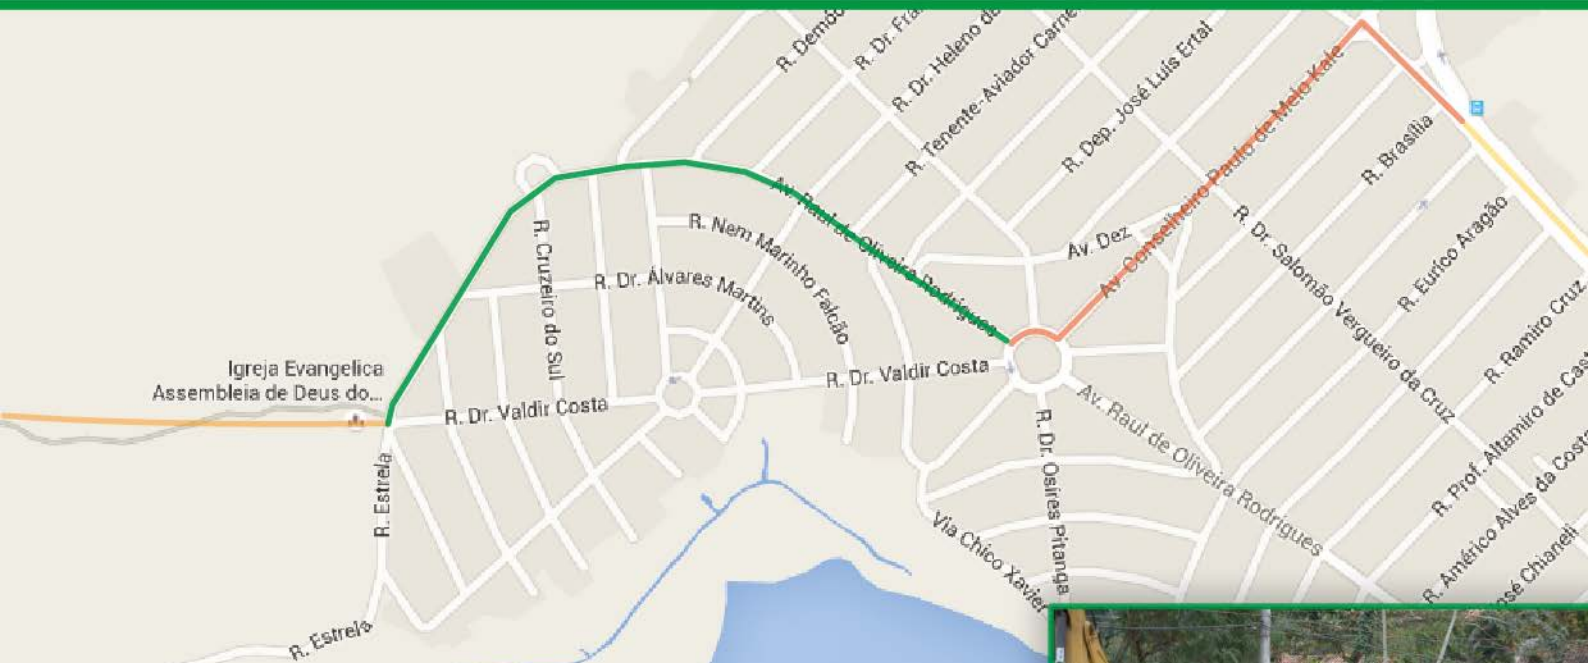 R. Demóc
R. Dr. Fra
R. Dr. Heleno de
R. Tenente-Aviador Carne
R. Dep. José Luís Ertal
Av. Conselheiro Paulo de Melo Kale
R. Brasília
R. Eurico Aragão
R. Ramiro Cruz
Av. Dez
R. Dr. Salomão Vergueiro da Cruz
Av. Raul de Oliveira Rodrigues
R. Nem Marinho Falcão
R. Dr. Álvares Martins
R. Cruzeiro do Sul
Igreja Evangelica
Assembleia de Deus do...
R. Dr. Valdir Costa
R. Dr. Valdir Costa
R. Estrela
R. Estrela
R. Dr. Osires Pitanga
Av. Raul de Oliveira Rodrigues
Via Chico Xavier
R. Prof. Altamiro de Cas
R. Américo Alves da Costa
José Chianeli